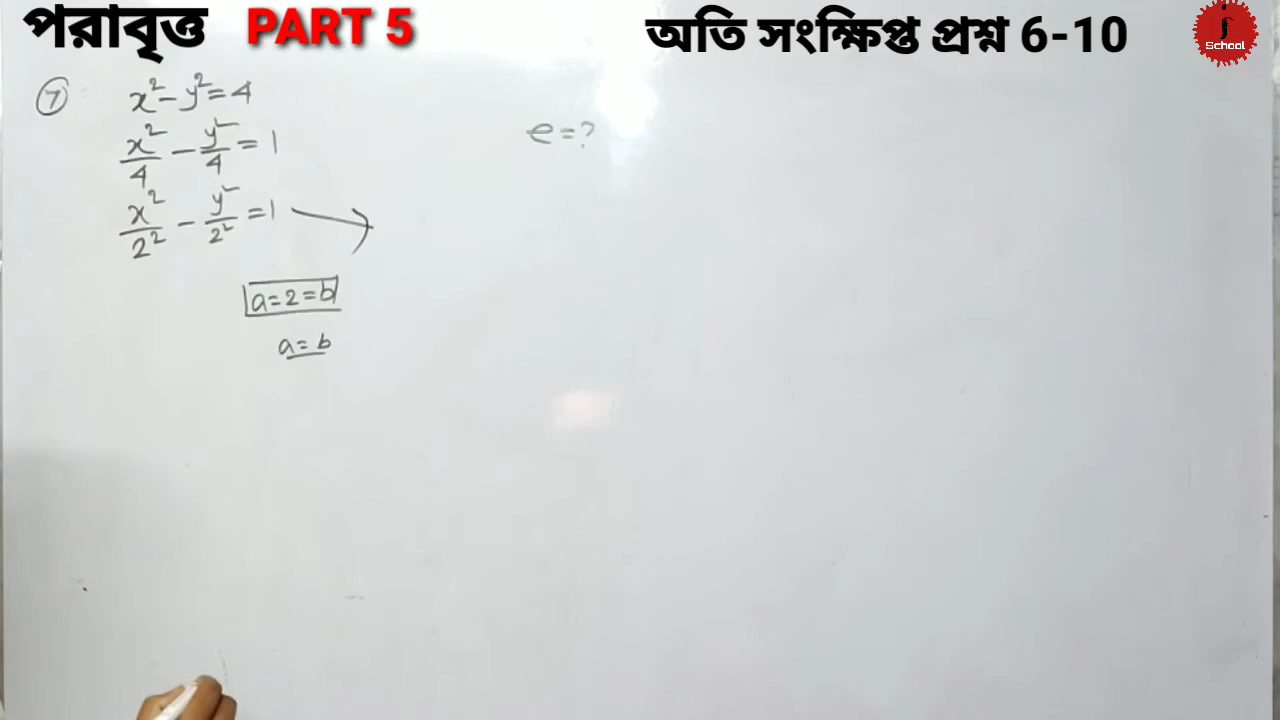 পরাবৃত্ত PART 5
অতি সংক্ষিপ্ত প্রশ্ন 6-10
j
School
7
x² - y² = 4
x²/4 - y²/4 = 1
x²/2² - y²/2² = 1
a = 2 = b
a = b
e = ?